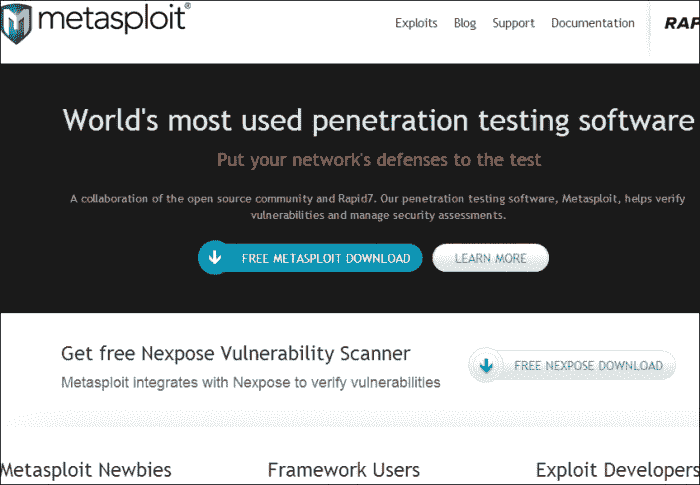 metasploit®
Exploits Blog Support Documentation RAP
World's most used penetration testing software
Put your network's defenses to the test
A collaboration of the open source community and Rapid7. Our penetration testing software, Metasploit, helps verify
vulnerabilities and manage security assessments.
FREE METASPLOIT DOWNLOAD LEARN MORE
Get free Nexpose Vulnerability Scanner
FREE NEXPOSE DOWNLOAD
Metasploit integrates with Nexpose to verify vulnerabilities
Metasploit Newbies Framework Users Exploit Developers